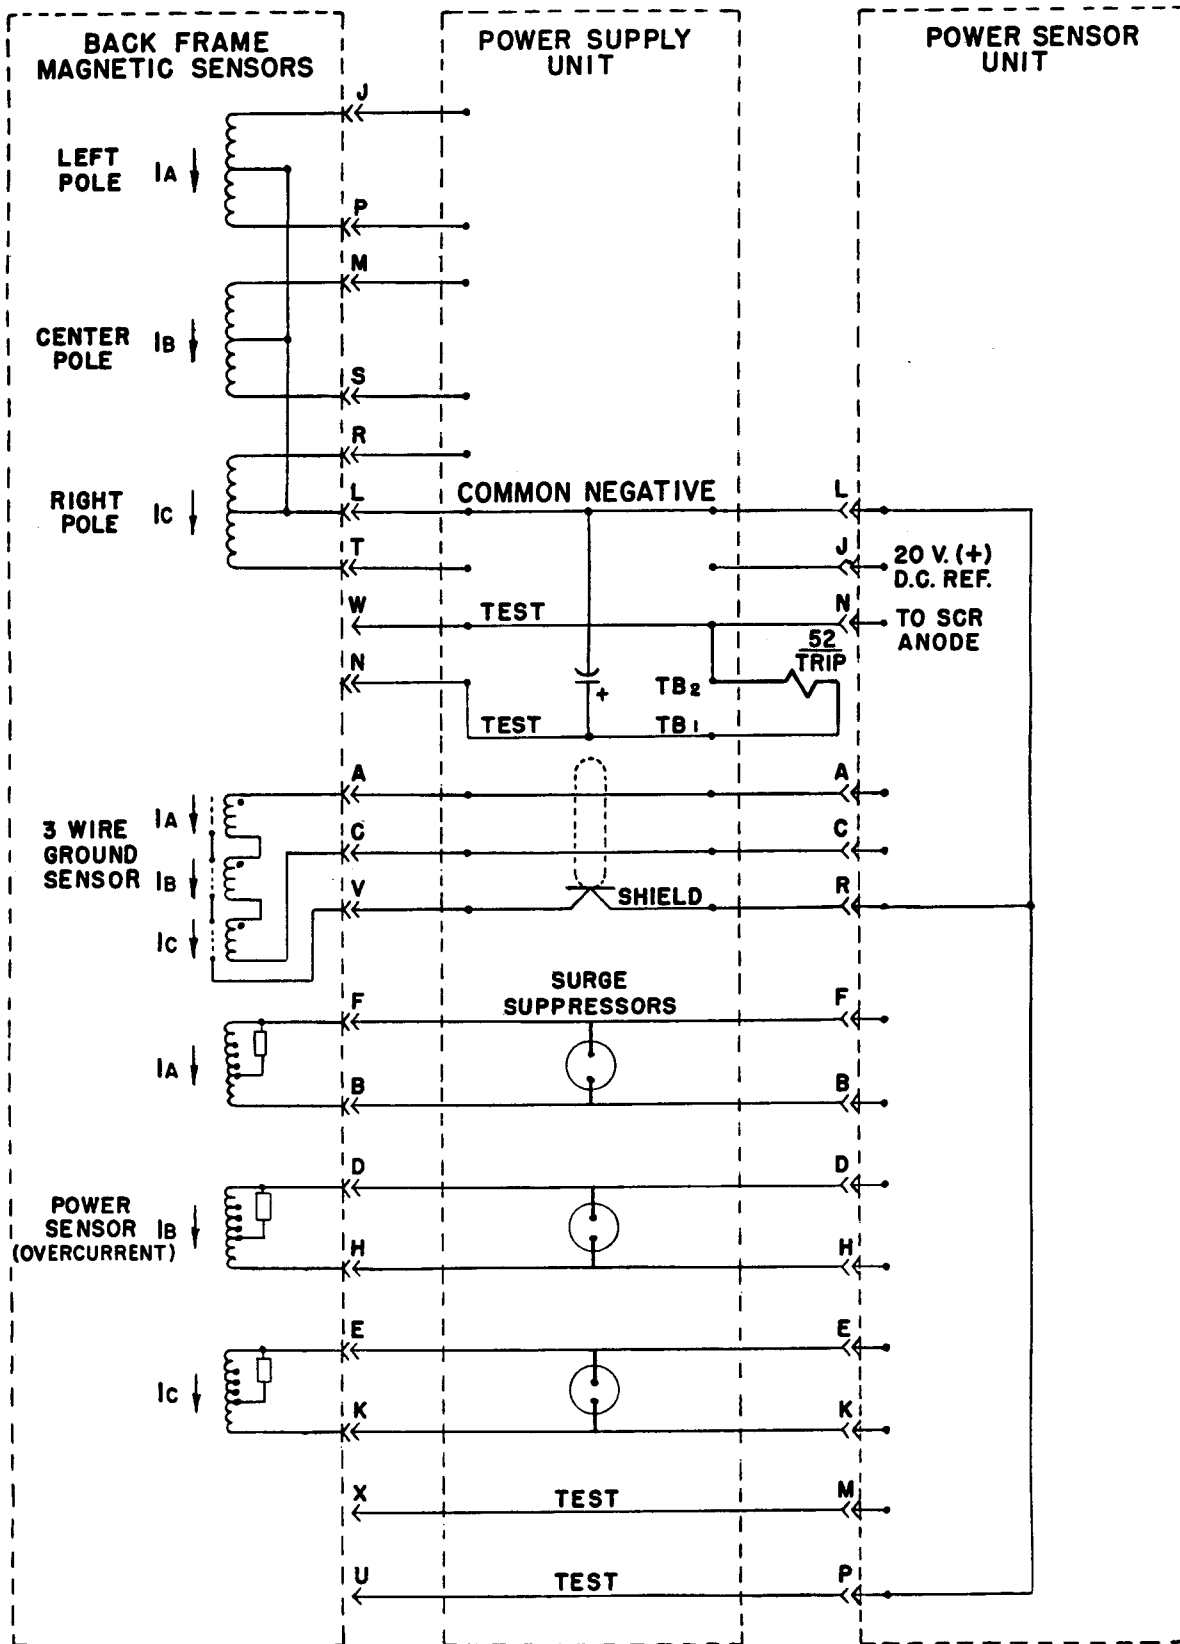 BACK FRAME
MAGNETIC SENSORS
POWER SUPPLY
UNIT
POWER SENSOR
UNIT
J
LEFT
POLE
IA
P
M
CENTER
POLE
IB
S
R
RIGHT
POLE
IC
L
COMMON NEGATIVE
L
T
J
20 V. (+)
D.C. REF.
W
TEST
N
TO SCR
ANODE
52
TRIP
N
+
TB2
TEST
TB1
A
A
3 WIRE
GROUND
SENSOR
IA
IB
IC
C
C
V
SHIELD
R
SURGE
SUPPRESSORS
F
F
IA
B
B
D
D
POWER
SENSOR
(OVERCURRENT)
IB
H
H
E
E
IC
K
K
X
TEST
M
U
TEST
P